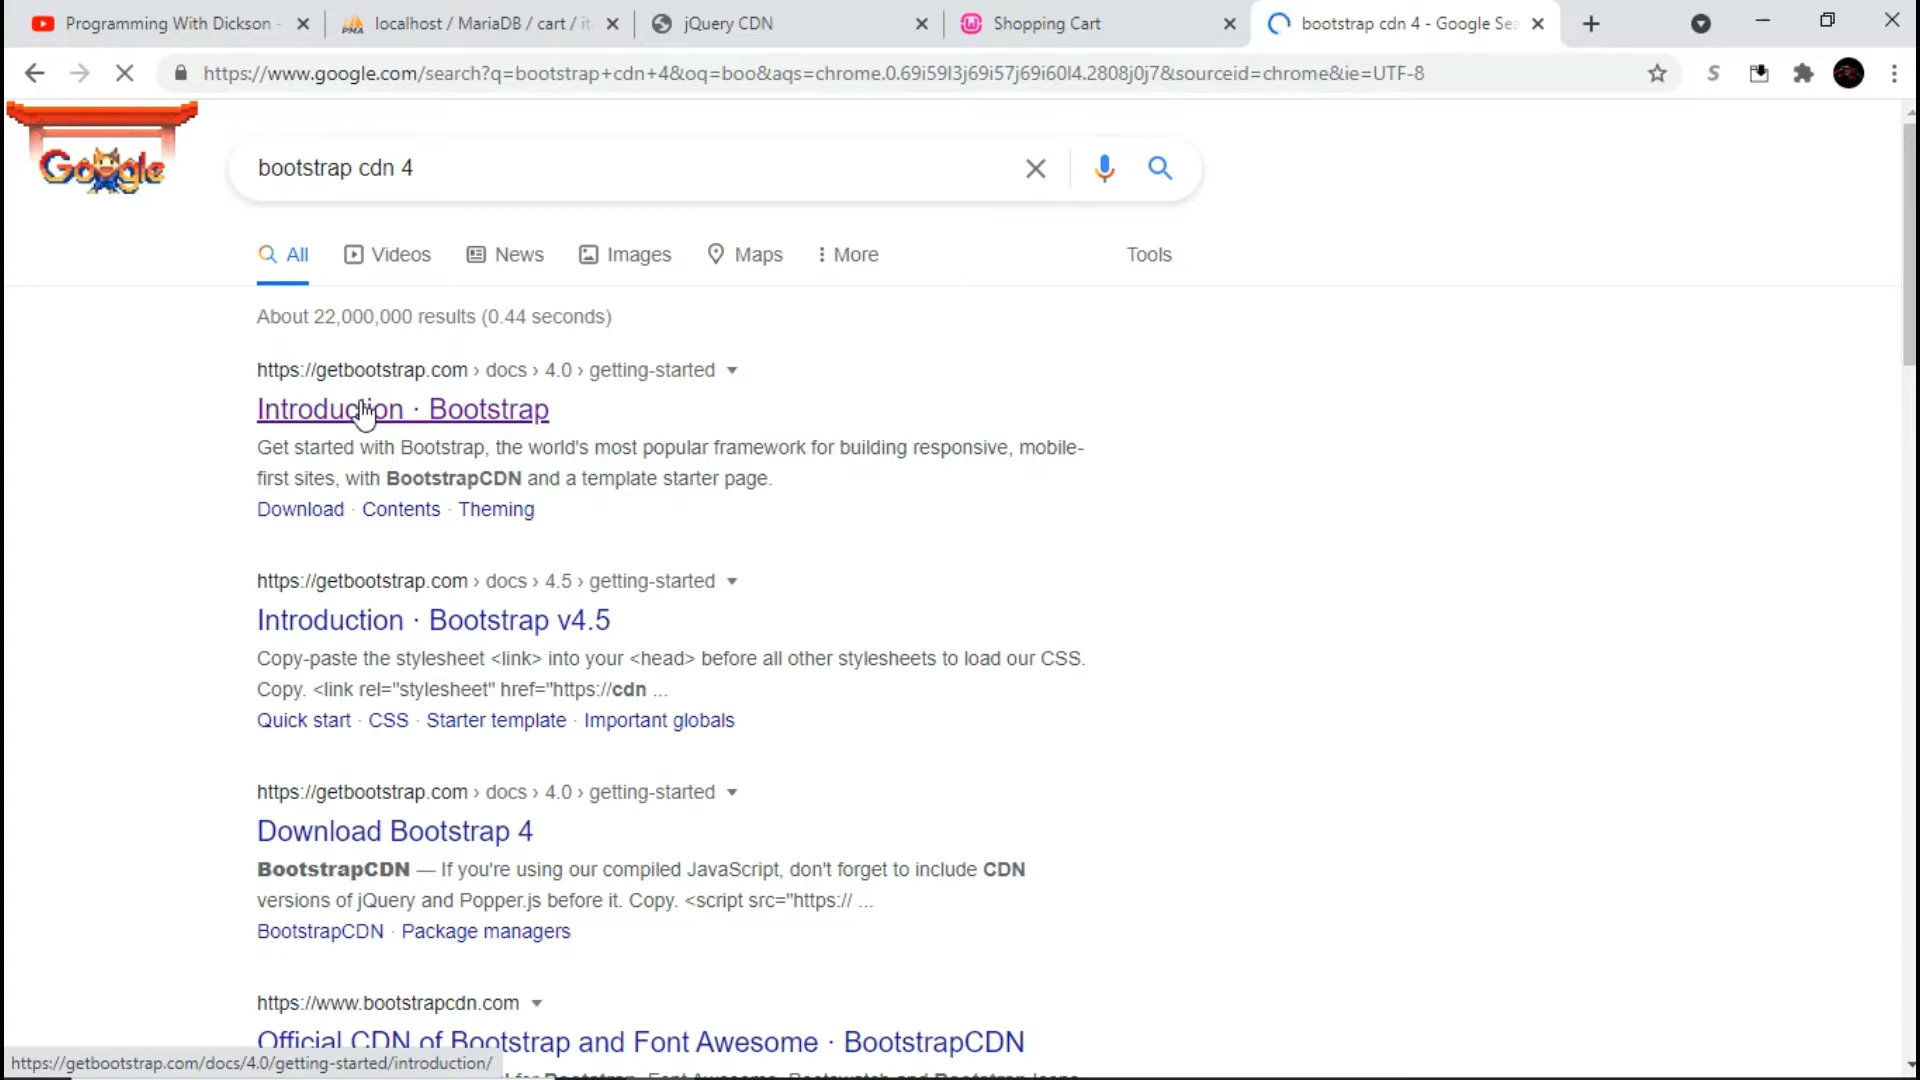 Programming With Dickson -
localhost / MariaDB / cart / it
jQuery CDN
Shopping Cart
bootstrap cdn 4 - Google Sea
https://www.google.com/search?q=bootstrap+cdn+4&oq=boo&aqs=chrome.0.69i59l3j69i57j69i60l4.2808j0j7&sourceid=chrome&ie=UTF-8
Google
bootstrap cdn 4
All Videos News Images Maps More Tools
About 22,000,000 results (0.44 seconds)
https://getbootstrap.com › docs › 4.0 › getting-started
Introduction · Bootstrap
Get started with Bootstrap, the world's most popular framework for building responsive, mobile-
first sites, with BootstrapCDN and a template starter page.
Download · Contents · Theming
https://getbootstrap.com › docs › 4.5 › getting-started
Introduction · Bootstrap v4.5
Copy-paste the stylesheet <link> into your <head> before all other stylesheets to load our CSS.
Copy. <link rel="stylesheet" href="https://cdn ...
Quick start · CSS · Starter template · Important globals
https://getbootstrap.com › docs › 4.0 › getting-started
Download Bootstrap 4
BootstrapCDN — If you're using our compiled JavaScript, don't forget to include CDN
versions of jQuery and Popper.js before it. Copy. <script src="https:// ...
BootstrapCDN · Package managers
https://www.bootstrapcdn.com
Official CDN of Bootstrap and Font Awesome · BootstrapCDN
https://getbootstrap.com/docs/4.0/getting-started/introduction/